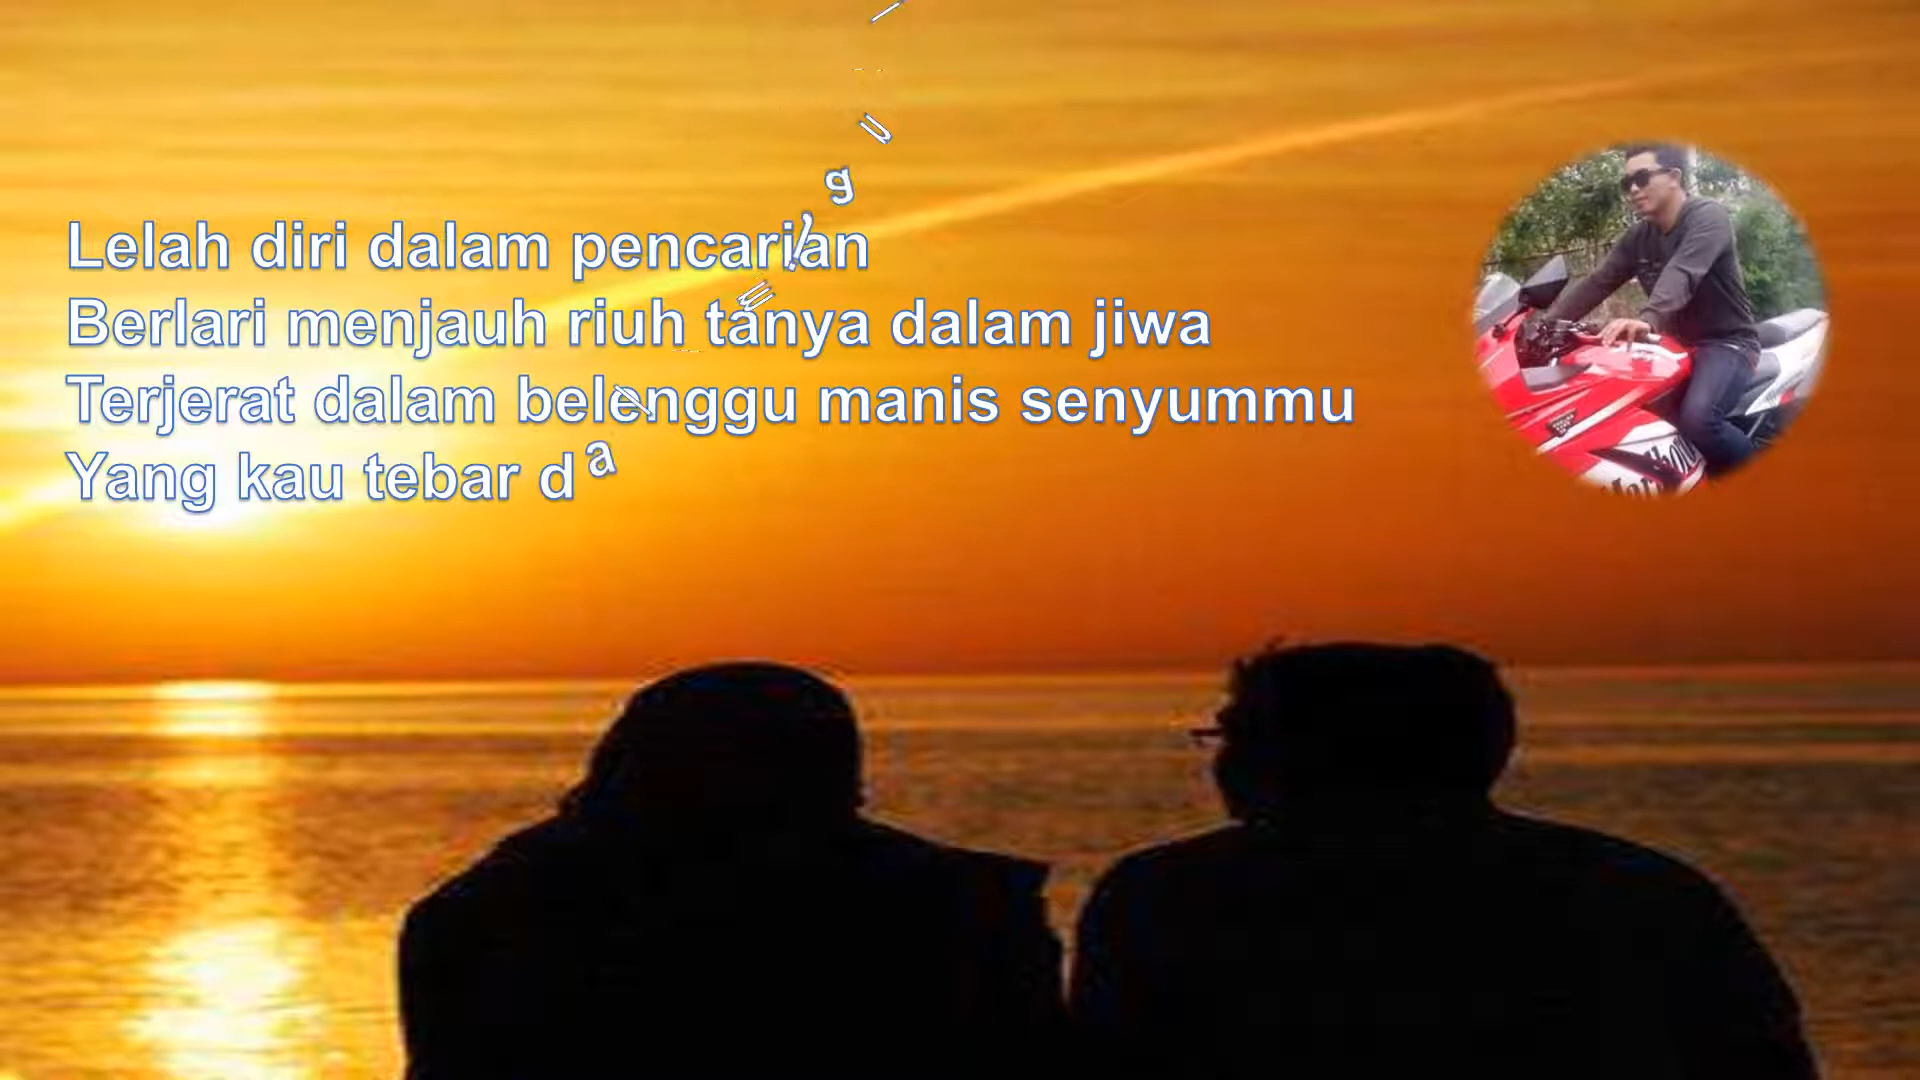 Lelah diri dalam pencarian
Berlari menjauh riuh tanya dalam jiwa
Terjerat dalam belenggu manis senyummu
Yang kau tebar